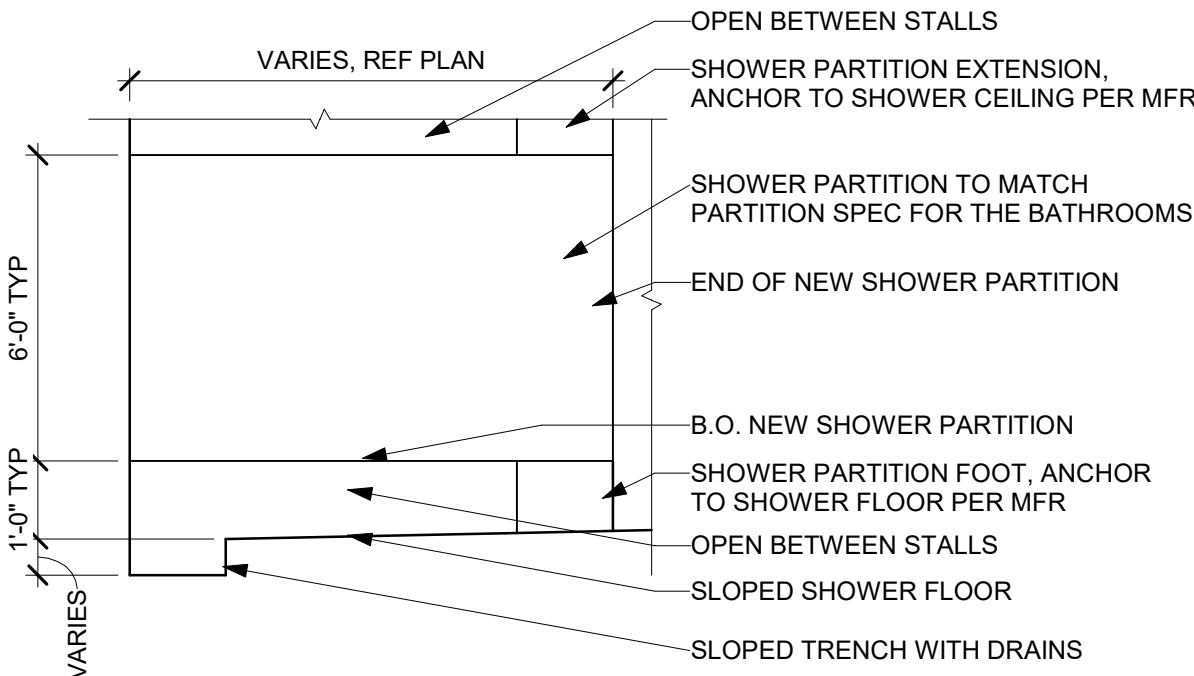 OPEN BETWEEN STALLS
VARIES, REF PLAN
SHOWER PARTITION EXTENSION,
ANCHOR TO SHOWER CEILING PER MFR
SHOWER PARTITION TO MATCH
PARTITION SPEC FOR THE BATHROOMS
6'-0" TYP
END OF NEW SHOWER PARTITION
B.O. NEW SHOWER PARTITION
1'-0" TYP
SHOWER PARTITION FOOT, ANCHOR
TO SHOWER FLOOR PER MFR
OPEN BETWEEN STALLS
SLOPED SHOWER FLOOR
VARIES
SLOPED TRENCH WITH DRAINS